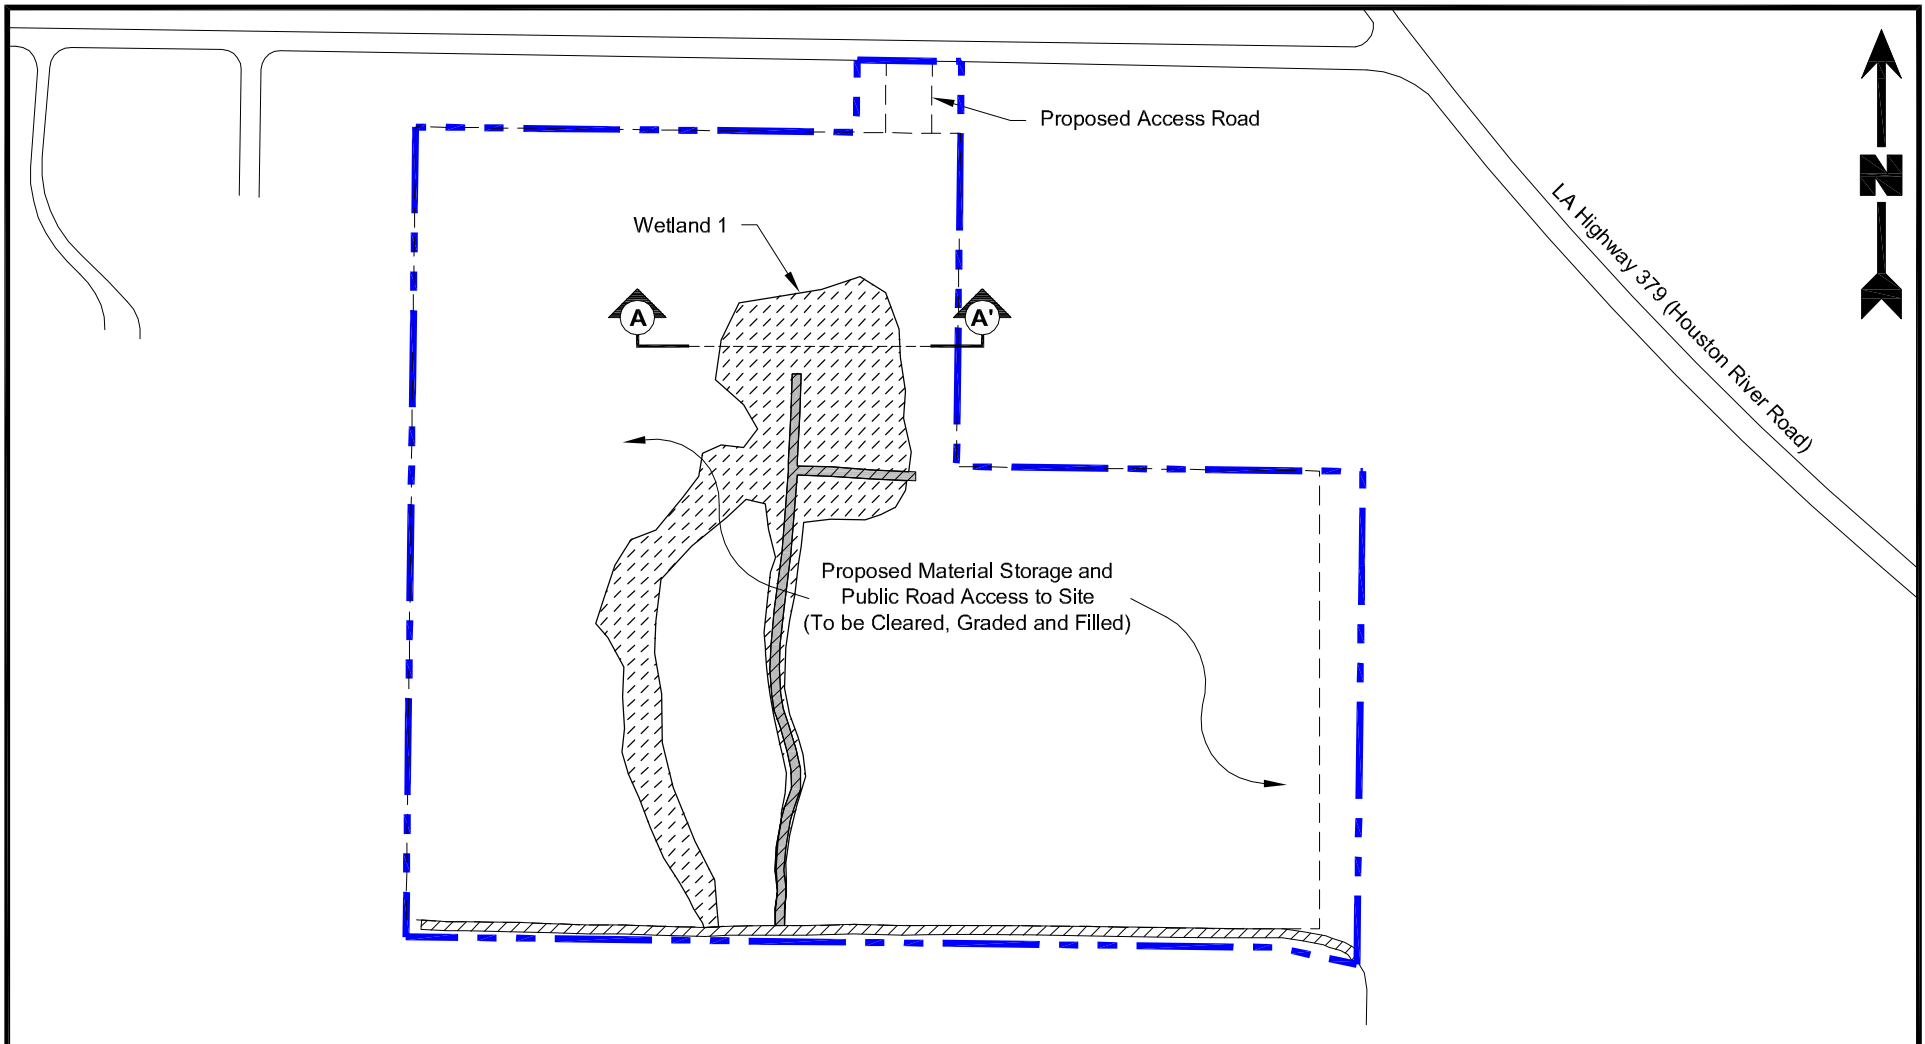 Proposed Access Road
N
LA Highway 379 (Houston River Road)
Wetland 1
A
A'
Proposed Material Storage and
Public Road Access to Site
(To be Cleared, Graded and Filled)